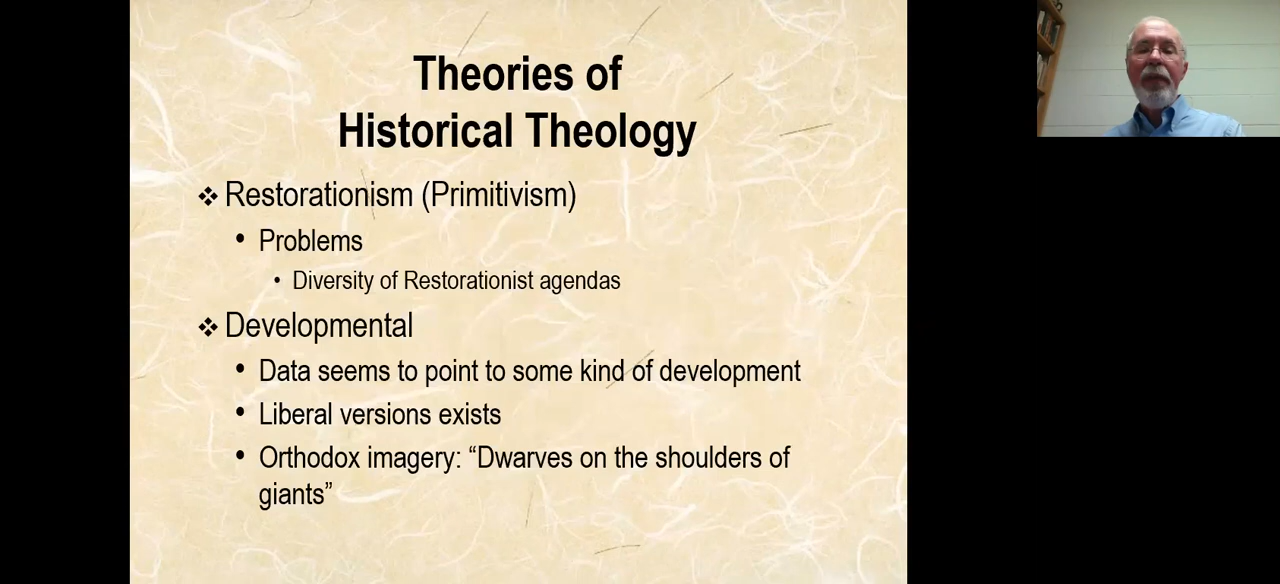 Theories of
Historical Theology
❖ Restorationism (Primitivism)
• Problems
• Diversity of Restorationist agendas
❖ Developmental
• Data seems to point to some kind of development
• Liberal versions exists
• Orthodox imagery: “Dwarves on the shoulders of
giants”